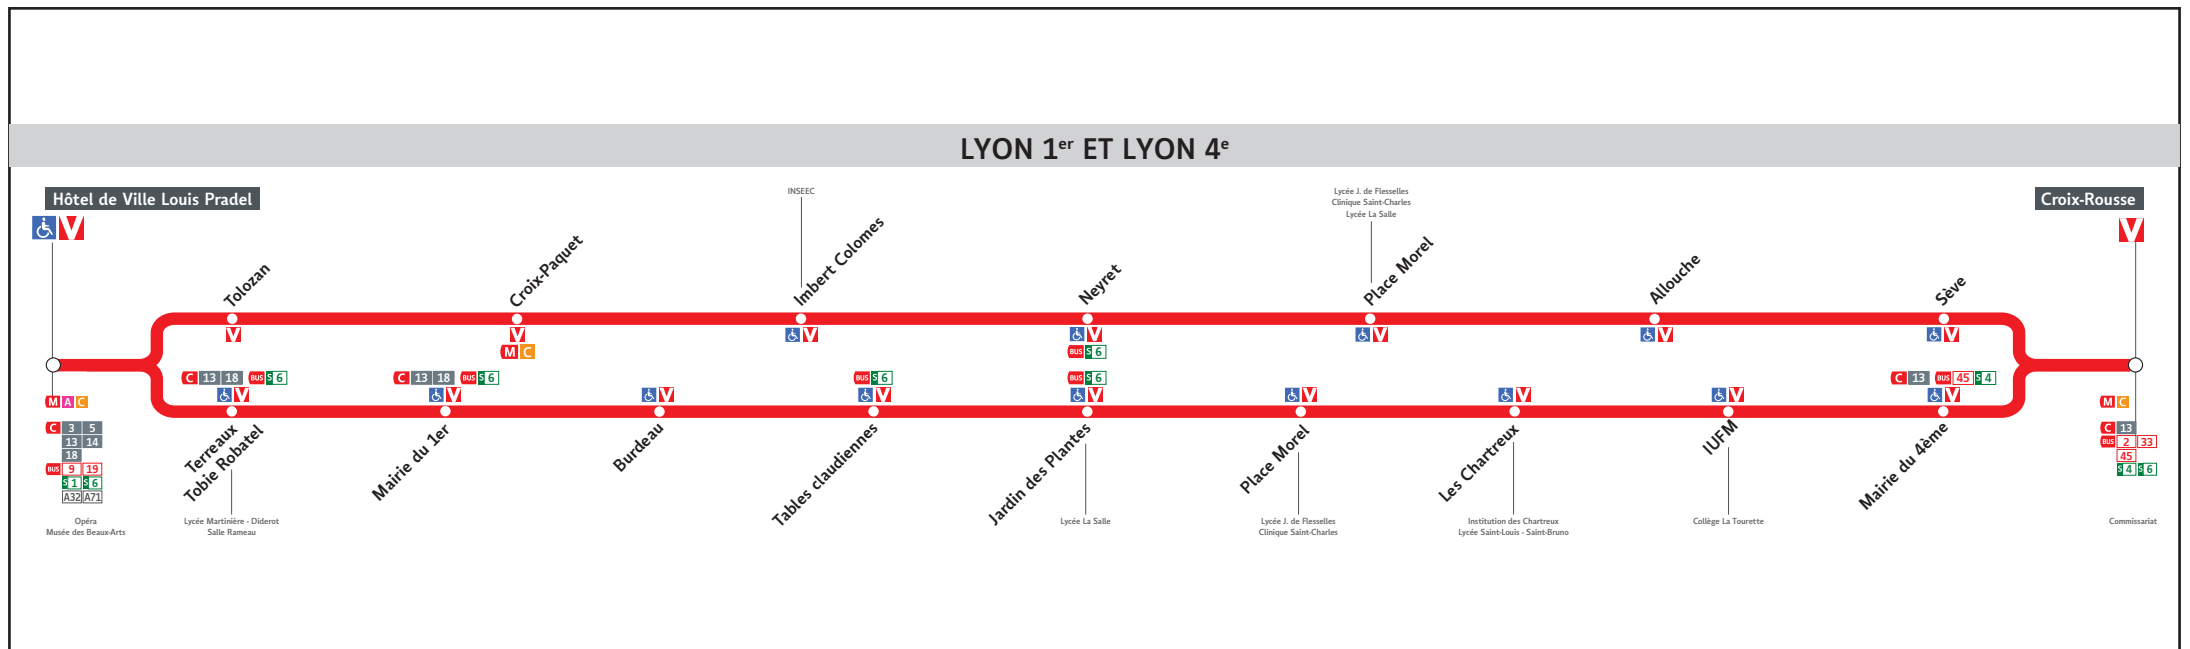 LYON 1er ET LYON 4e
Hôtel de Ville Louis Pradel
V
Croix-Rousse
V
INSEEC
Lycée J. de Flesselles
Clinique Saint-Charles
Lycée La Salle
Tolozan
Croix-Paquet
Imbert Colomes
Neyret
Place Morel
Allouche
Sève
V
V
V
V
V
V
V
M C
BUS S 6
C 13 18 BUS S 6
C 13 18 BUS S 6
BUS S 6
BUS S 6
C 13 BUS 45 S 4
V
V
V
V
V
V
V
V
V
M A C
C 3 5
13 14
18
BUS 9 19
S 1 S 6
A32 A71
Opéra
Musée des Beaux-Arts
Terreaux
Tobie Robatel
Mairie du 1er
Burdeau
Tables claudiennes
Jardin des Plantes
Place Morel
Les Chartreux
IUFM
Mairie du 4ème
Lycée Martinière - Diderot
Salle Rameau
Lycée La Salle
Lycée J. de Flesselles
Clinique Saint-Charles
Institution des Chartreux
Lycée Saint-Louis - Saint-Bruno
Collège La Tourette
M C
C 13
BUS 2 33
45
S 4 S 6
Commissariat